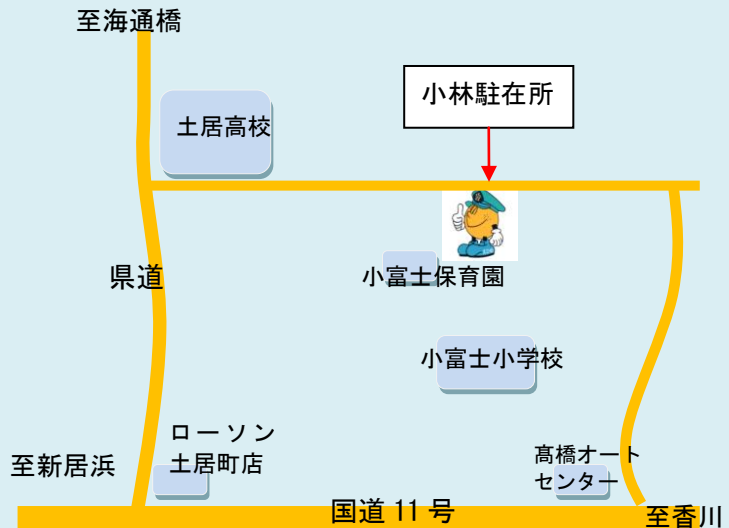 至海通橋
小林駐在所
土居高校
県道
小富士保育園
小富士小学校
ローソン
土居町店
髙橋オート
センター
至新居浜
国道 11 号
至香川